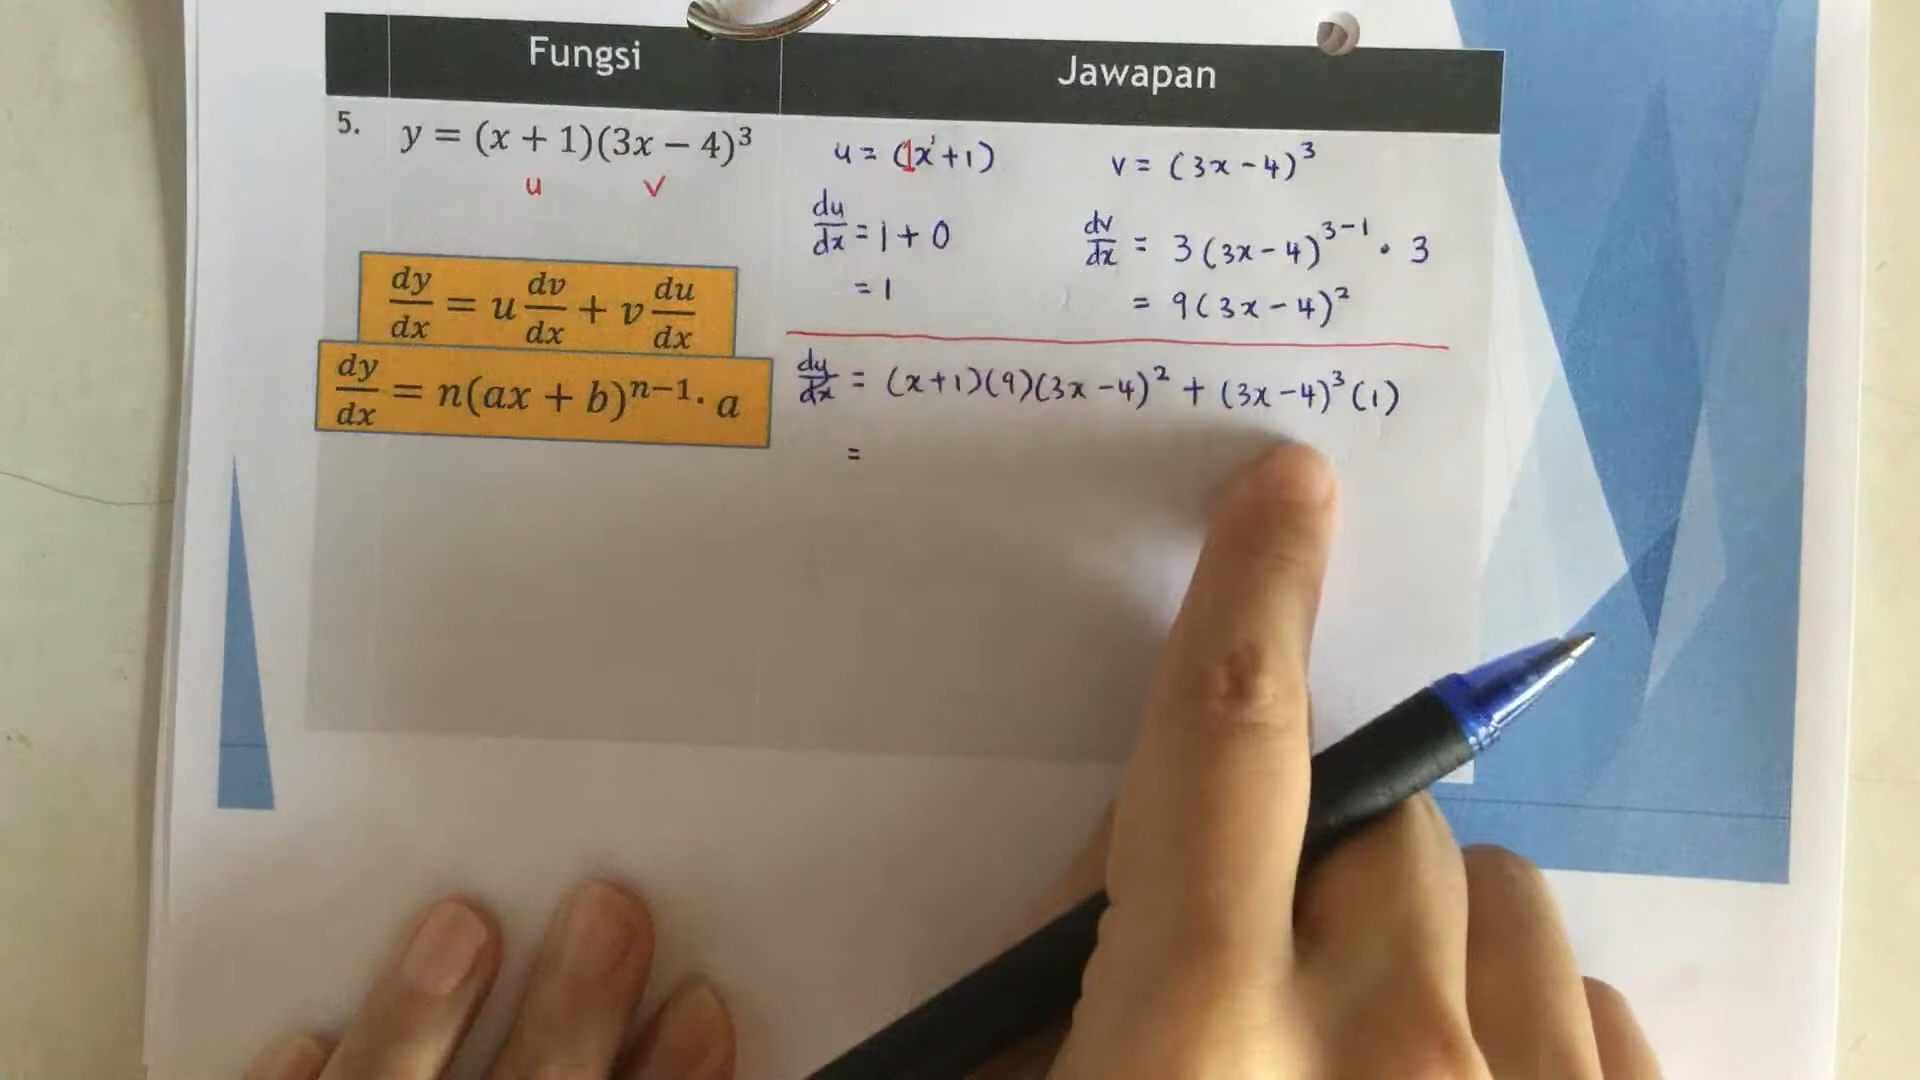 Fungsi
Jawapan
5.
y = (x + 1)(3x − 4)³
u
v
dy/dx = u dv/dx + v du/dx
dy/dx = n(ax + b)ⁿ⁻¹. a
u = (1x¹+1)
du/dx = 1 + 0
= 1
v = (3x − 4)³
dv/dx = 3(3x − 4)³⁻¹ • 3
= 9(3x − 4)²
dy/dx = (x+1)(9)(3x − 4)² + (3x − 4)³(1)
=